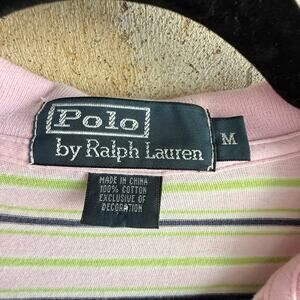 Polo
by Ralph Lauren
M
MADE IN CHINA
100% COTTON
EXCLUSIVE OF
DECORATION